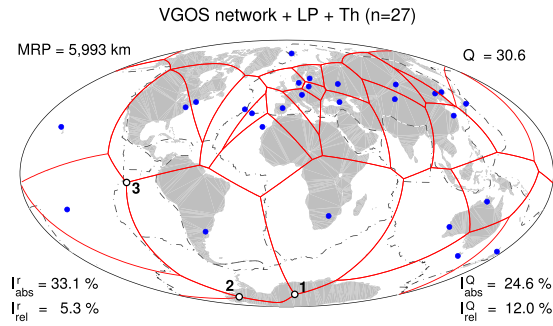 VGOS network + LP + Th (n=27)
MRP = 5,993 km
Q = 30.6
3
2
1
I^r_abs = 33.1 %
I^r_rel = 5.3 %
I^Q_abs = 24.6 %
I^Q_rel = 12.0 %